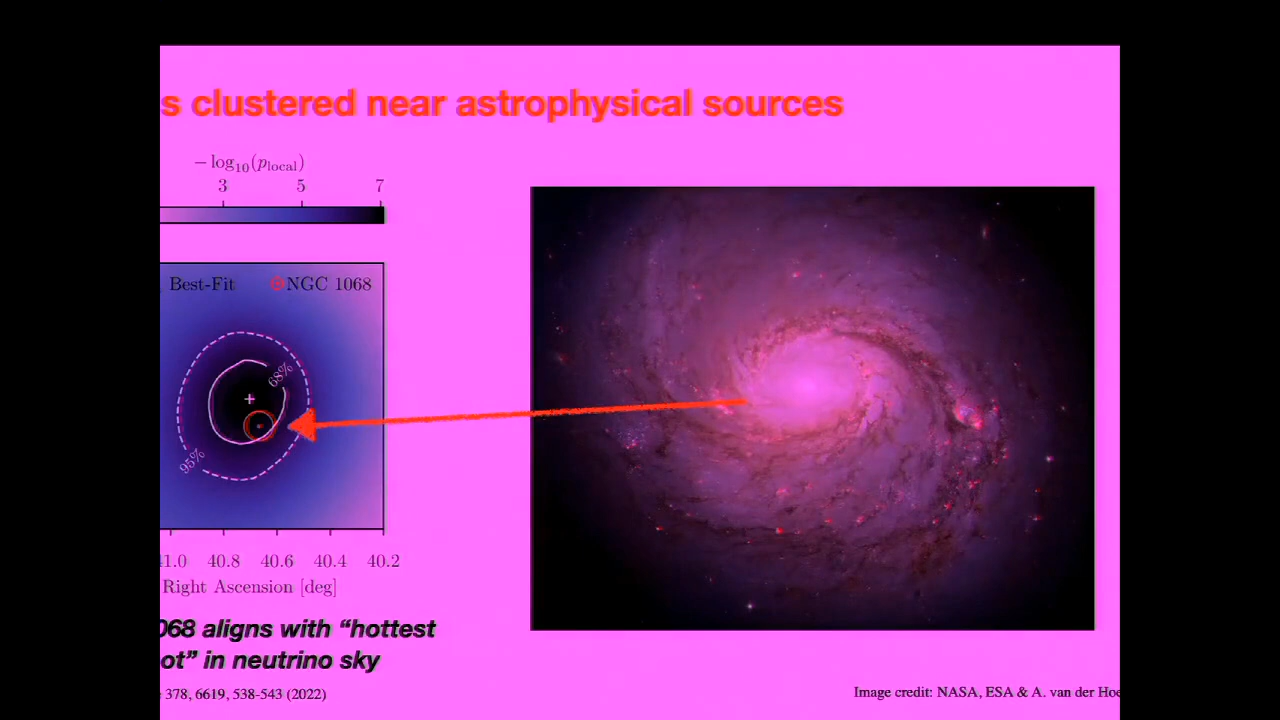 s clustered near astrophysical sources
− log10(plocal)
3 5 7
Best-Fit NGC 1068
68%
95%
41.0 40.8 40.6 40.4 40.2
Right Ascension [deg]
068 aligns with “hottest
ot” in neutrino sky
378, 6619, 538-543 (2022)
Image credit: NASA, ESA & A. van der Hoe